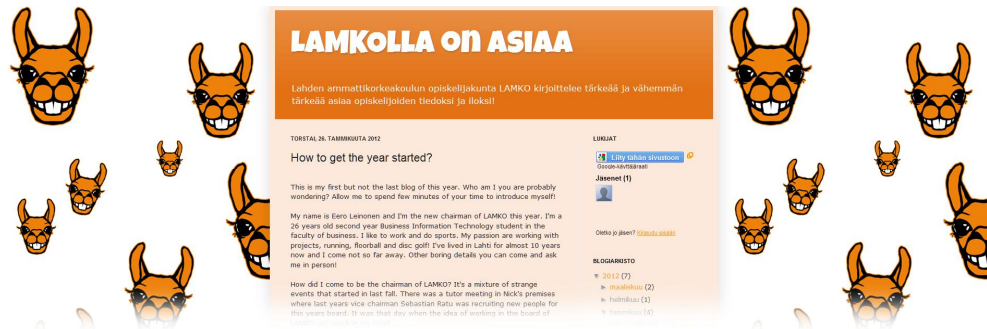 LAMKOLLA ON ASIAA
Lahden ammattikorkeakoulun opiskelijakunta LAMKO kirjoittelee tärkeää ja vähemmän
tärkeää asiaa opiskelijoiden tiedoksi ja iloksi!
TORSTAI, 26. TAMMIKUUTA 2012
How to get the year started?
This is my first but not the last blog of this year. Who am I you are probably
wondering? Allow me to spend few minutes of your time to introduce myself!
My name is Eero Leinonen and I'm the new chairman of LAMKO this year. I'm a
26 years old second year Business Information Technology student in the
faculty of business. I like to work and do sports. My passion are working with
projects, running, floorball and disc golf! I've lived in Lahti for almost 10 years
now and I come not so far away. Other boring details you can come and ask
me in person!
How did I come to be the chairman of LAMKO? It's a mixture of strange
events that started in last fall. There was a tutor meeting in Nick's premises
where last years vice chairman Sebastian Ratu was recruiting new people for
this years board. It was that day when the idea of working in the board of
LUKIJAT
Liity tähän sivustoon
Google-käyttäjäraati
Jäsenet (1)
Oletko jo jäsen? Kirjaudu sisään
BLOGIARKISTO
▼ 2012 (7)
► maaliskuu (2)
► helmikuu (1)
► tammikuu (4)